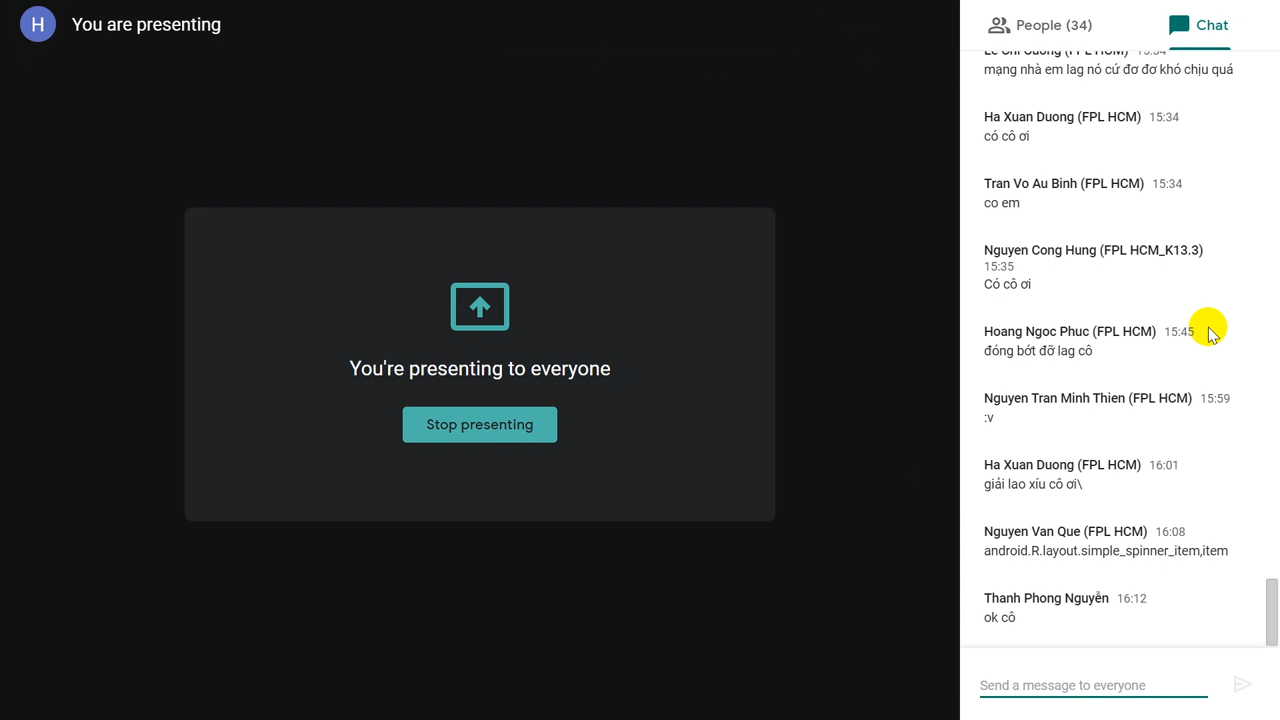 H
You are presenting
People (34)
Chat
15:34
mạng nhà em lag nó cứ đơ đơ khó chịu quá
Ha Xuan Duong (FPL HCM) 15:34
có cô ơi
Tran Vo Au Binh (FPL HCM) 15:34
co em
Nguyen Cong Hung (FPL HCM_K13.3)
15:35
Có cô ơi
Hoang Ngoc Phuc (FPL HCM) 15:45
đóng bớt đỡ lag cô
Nguyen Tran Minh Thien (FPL HCM) 15:59
:v
Ha Xuan Duong (FPL HCM) 16:01
giải lao xíu cô ơi\
Nguyen Van Que (FPL HCM) 16:08
android.R.layout.simple_spinner_item,item
Thanh Phong Nguyễn 16:12
ok cô
Send a message to everyone
You're presenting to everyone
Stop presenting